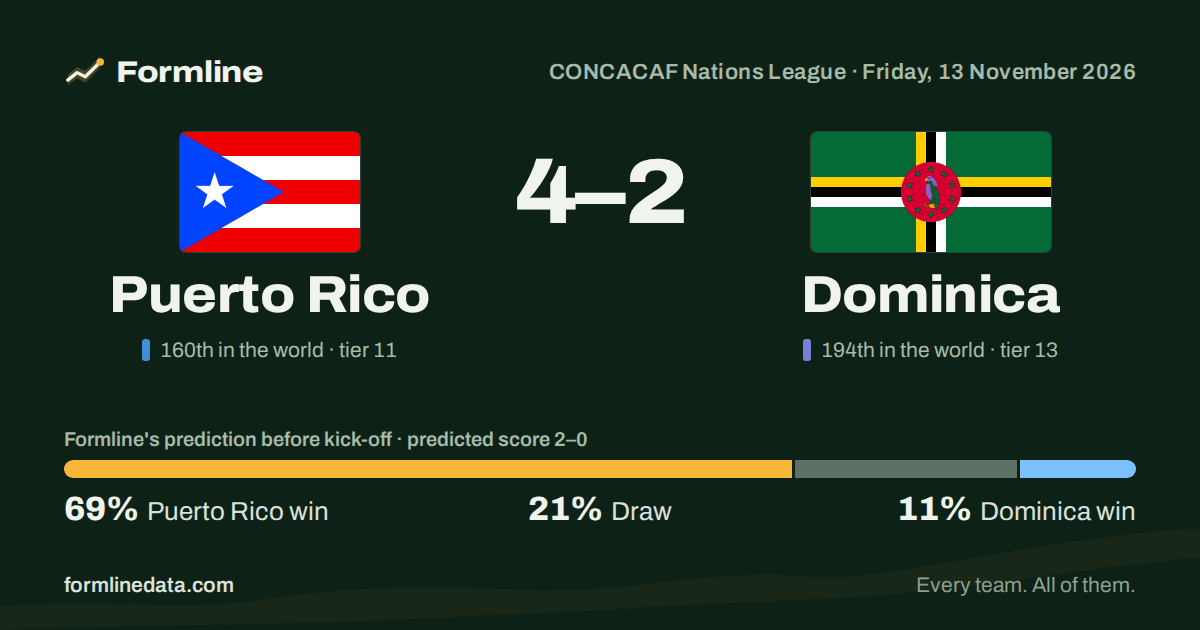 Formline
CONCACAF Nations League · Friday, 13 November 2026
4–2
Puerto Rico
Dominica
160th in the world · tier 11
194th in the world · tier 13
Formline's prediction before kick-off · predicted score 2–0
69% Puerto Rico win
21% Draw
11% Dominica win
formlinedata.com
Every team. All of them.